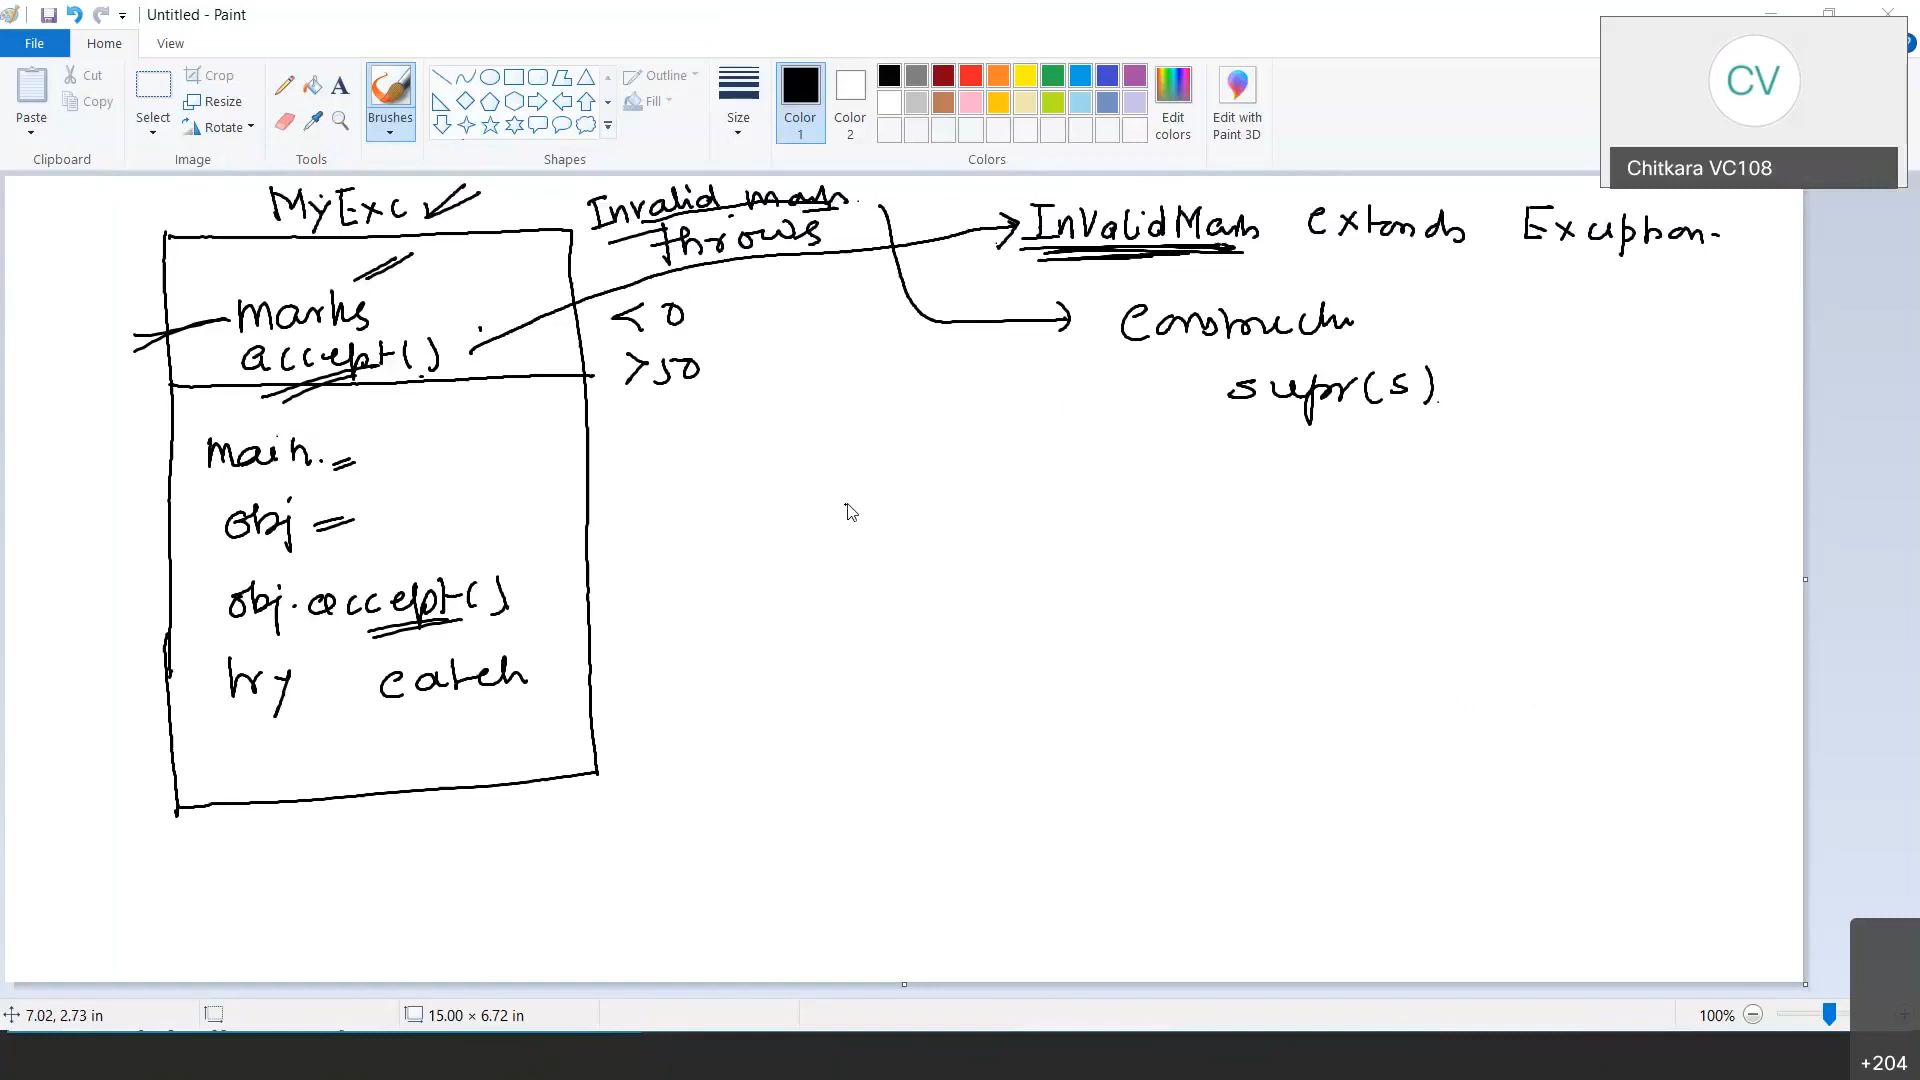 Untitled - Paint
File Home View
Cut
Copy
Paste
Clipboard
Crop
Resize
Rotate
Select
Image
Tools
Brushes
Shapes
Outline
Fill
Size
Color 1
Color 2
Edit colors
Edit with Paint 3D
Colors
CV
Chitkara VC108
MyExc
Invalid
throws
InValidMarks extends Exception.
marks
accept()
< 0
>50
Constructor
super(s).
main.=
obj =
obj.accept()
try catch
7.02, 2.73 in
15.00 × 6.72 in
100%
+204